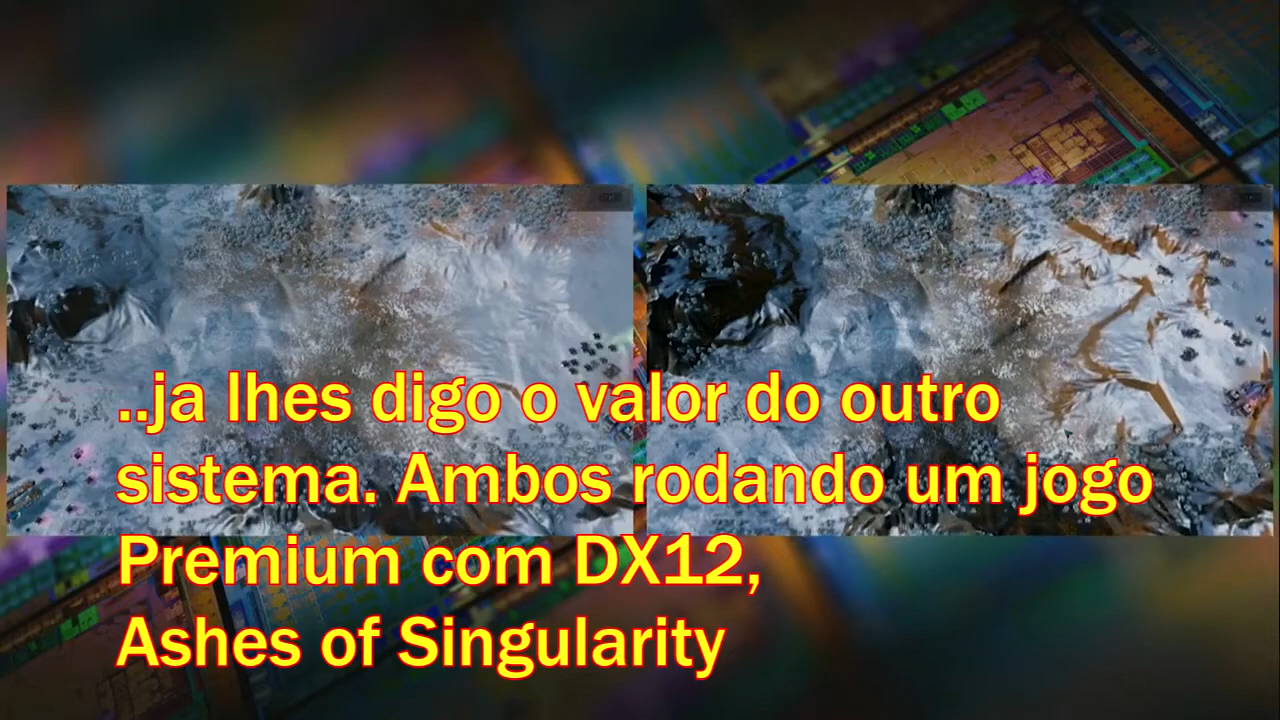 ..ja lhes digo o valor do outro
sistema. Ambos rodando um jogo
Premium com DX12,
Ashes of Singularity